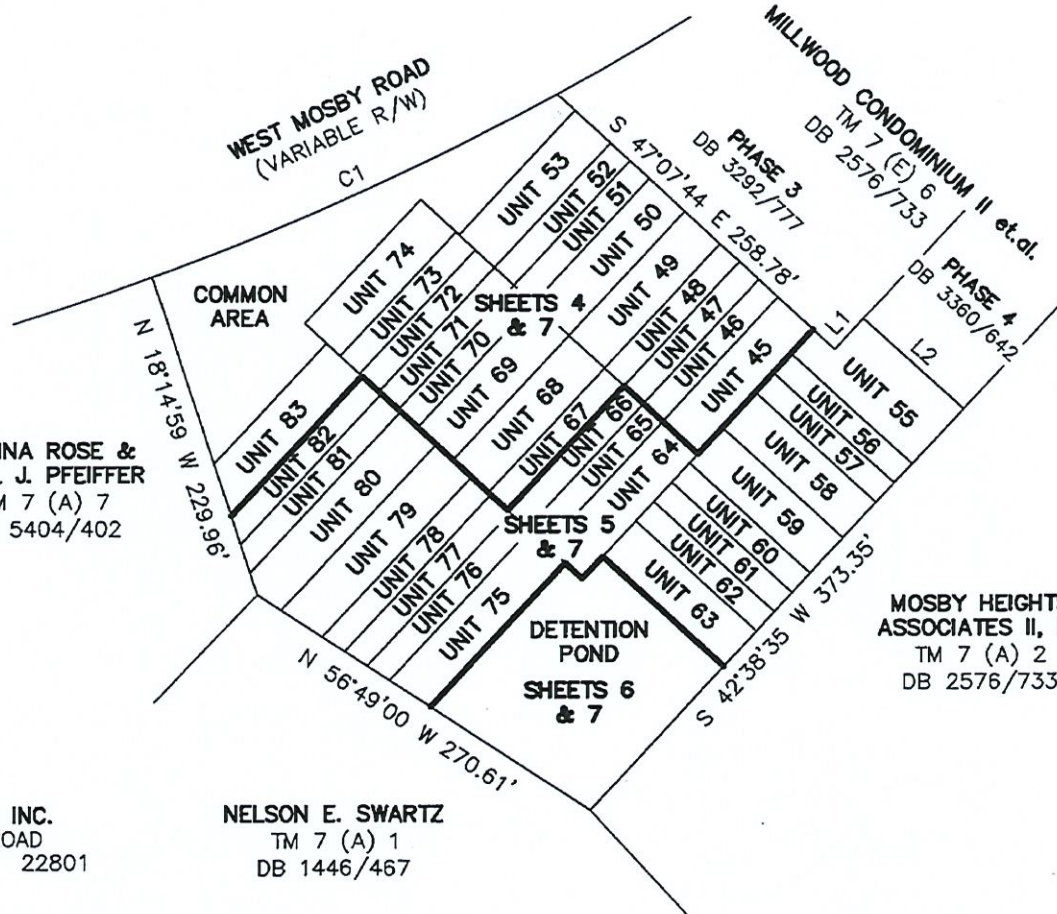 WEST MOSBY ROAD
(VARIABLE R/W)
C1
MILLWOOD CONDOMINIUM II et.al.
TM 7 (E) 6
DB 2576/733
PHASE 3
DB 3292/777
S 47°07'44 E 258.78'
PHASE 4
DB 3360/642
L1
L2
COMMON
AREA
N 18°14'59 W 229.96'
UNIT 53
UNIT 52
UNIT 51
UNIT 50
UNIT 49
UNIT 48
UNIT 47
UNIT 46
UNIT 45
UNIT 74
UNIT 73
UNIT 72
UNIT 71
UNIT 70
UNIT 69
UNIT 68
UNIT 67
UNIT 66
UNIT 65
UNIT 64
SHEETS 4
& 7
UNIT 55
UNIT 56
UNIT 57
UNIT 58
UNIT 59
UNIT 60
UNIT 61
UNIT 62
UNIT 63
UNIT 83
UNIT 82
UNIT 81
UNIT 80
UNIT 79
UNIT 78
UNIT 77
UNIT 76
UNIT 75
SHEETS 5
& 7
DETENTION
POND
SHEETS 6
& 7
S 42°38'35 W 373.35'
N 56°49'00 W 270.61'
INA ROSE &
. J. PFEIFFER
M 7 (A) 7
5404/402
MOSBY HEIGHT
ASSOCIATES II,
TM 7 (A) 2
DB 2576/733
INC.
OAD
22801
NELSON E. SWARTZ
TM 7 (A) 1
DB 1446/467